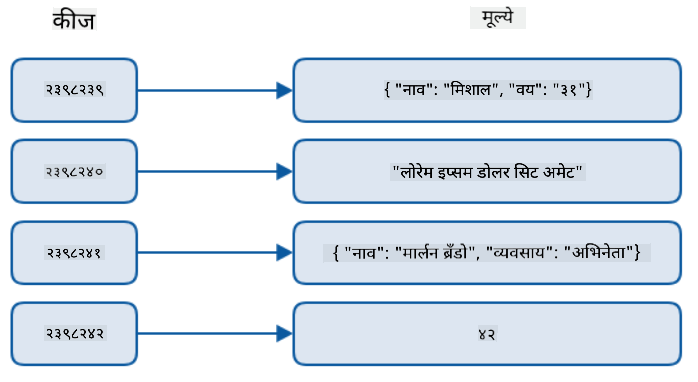 कीज
मूल्ये
२३९८२३९
{ "नाव": "मिशाल", "वय": "३१"}
२३९८२४०
"लोरेम इप्सम डोलर सिट अमेट"
२३९८२४१
{ "नाव": "मार्लन ब्रँडो", "व्यवसाय": "अभिनेता"}
२३९८२४२
४२